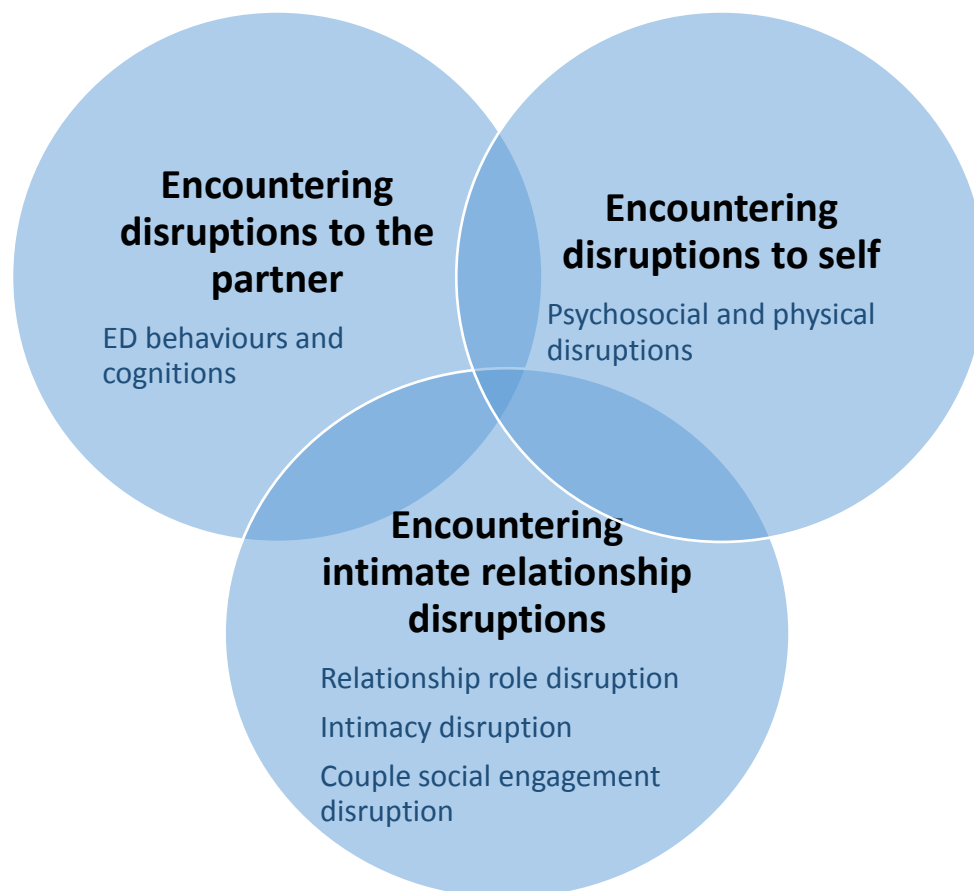 Encountering
disruptions to the
partner
ED behaviours and
cognitions
Encountering
disruptions to self
Psychosocial and physical
disruptions
Encountering
intimate relationship
disruptions
Relationship role disruption
Intimacy disruption
Couple social engagement
disruption